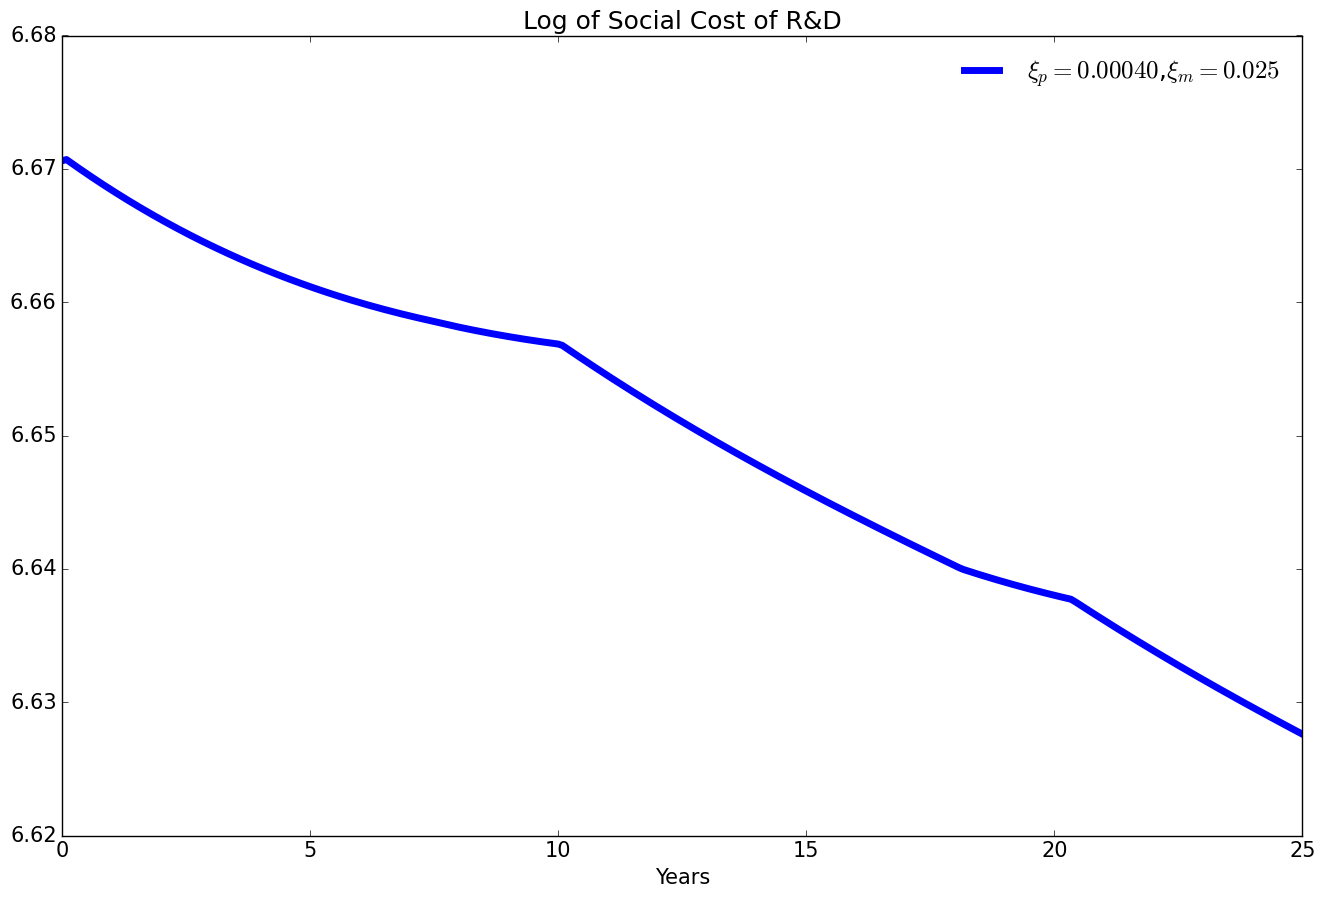 Log of Social Cost of R&D
6.68
6.67
6.66
6.65
6.64
6.63
6.62
ξₚ = 0.00040,ξₘ = 0.025
0 5 10 15 20 25
Years